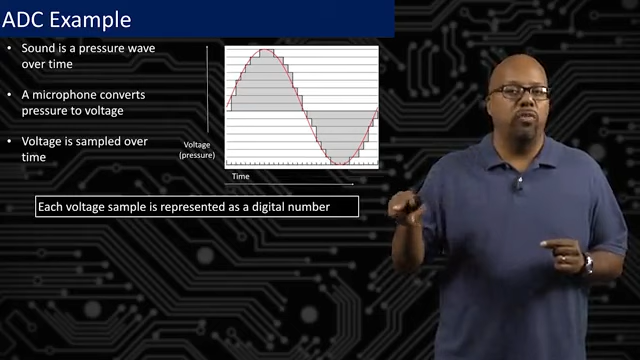 ADC Example
• Sound is a pressure wave
over time
• A microphone converts
pressure to voltage
• Voltage is sampled over
time
Voltage
(pressure)
Time
Each voltage sample is represented as a digital number